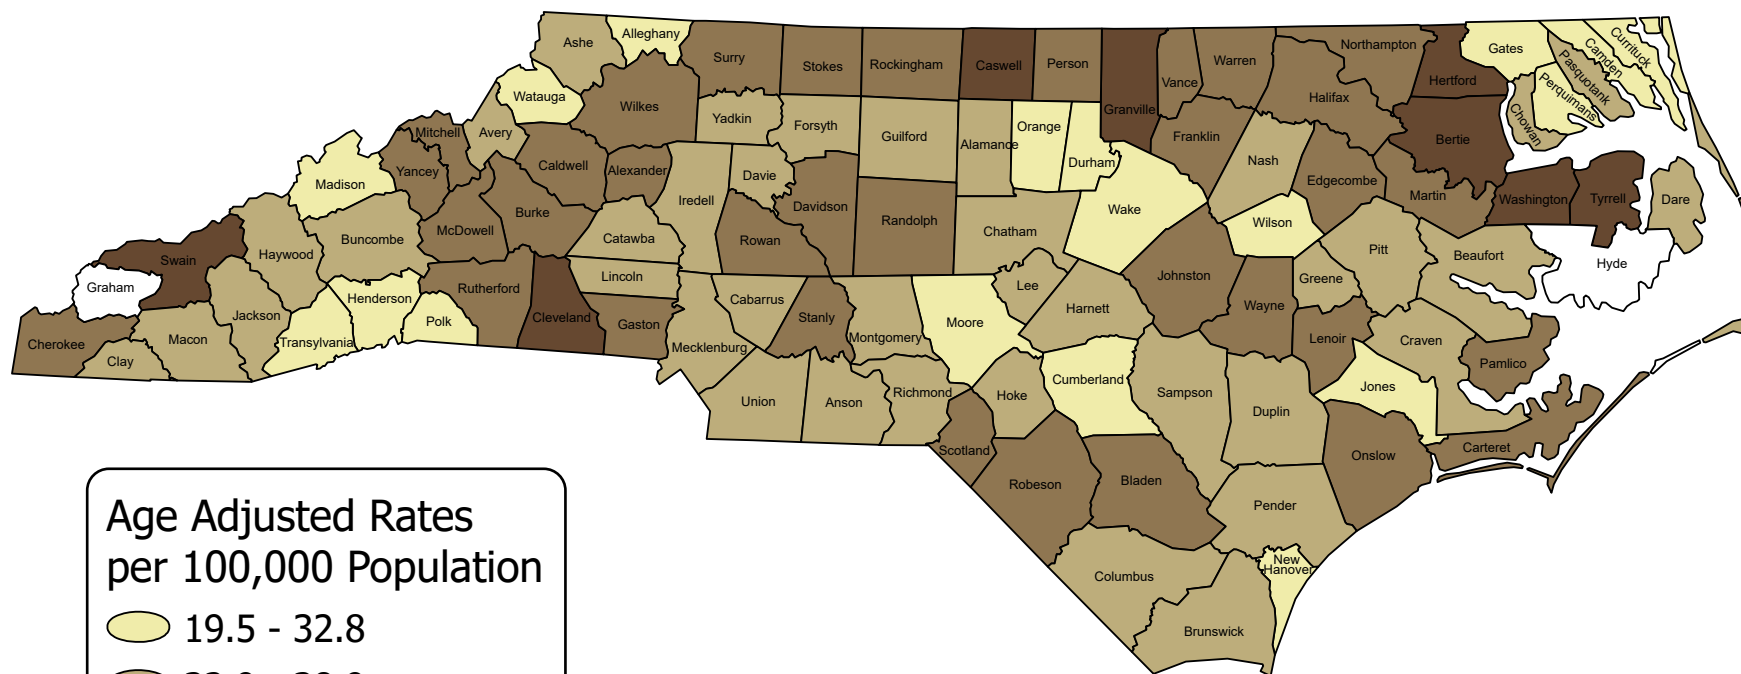 Ashe
Alleghany
Surry
Stokes
Rockingham
Caswell
Person
Granville
Vance
Warren
Northampton
Hertford
Gates
Currituck
Camden
Pasquotank
Perquimans
Chowan
Watauga
Wilkes
Yadkin
Forsyth
Guilford
Alamance
Orange
Durham
Franklin
Halifax
Bertie
Mitchell
Avery
Caldwell
Alexander
Yancey
Madison
Iredell
Davie
Davidson
Randolph
Chatham
Wake
Nash
Edgecombe
Martin
Washington
Tyrrell
Dare
Burke
McDowell
Buncombe
Haywood
Swain
Graham
Catawba
Rowan
Wilson
Pitt
Beaufort
Hyde
Lincoln
Cleveland
Rutherford
Henderson
Polk
Transylvania
Jackson
Macon
Clay
Cherokee
Gaston
Mecklenburg
Cabarrus
Stanly
Montgomery
Moore
Lee
Harnett
Johnston
Wayne
Greene
Lenoir
Craven
Pamlico
Jones
Union
Anson
Richmond
Hoke
Cumberland
Sampson
Duplin
Onslow
Carteret
Scotland
Robeson
Bladen
Pender
Columbus
Brunswick
New
Hanover
Age Adjusted Rates
per 100,000 Population
19.5 - 32.8